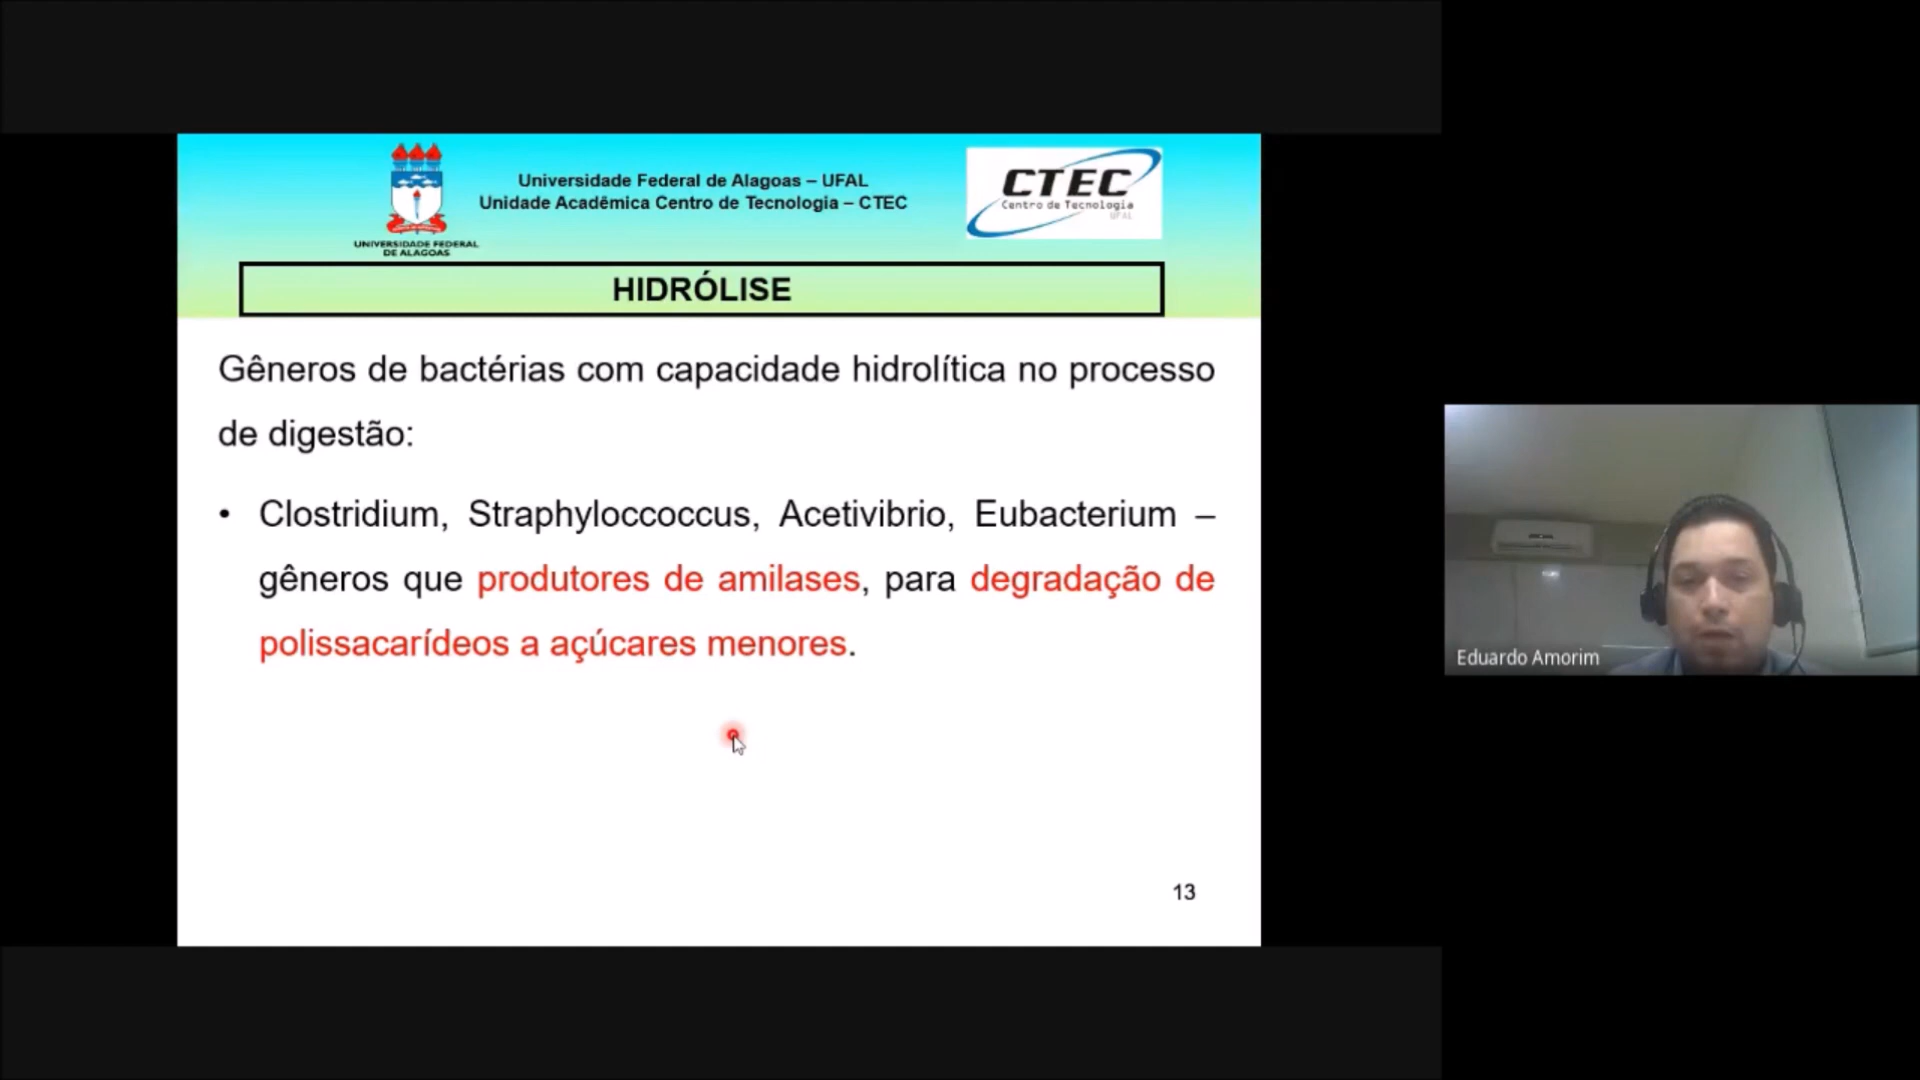 Universidade Federal de Alagoas – UFAL
Unidade Acadêmica Centro de Tecnologia – CTEC
UNIVERSIDADE FEDERAL
DE ALAGOAS
CTEC
Centro de Tecnologia
UFAL
HIDRÓLISE
Gêneros de bactérias com capacidade hidrolítica no processo
de digestão:
• Clostridium, Straphyloccoccus, Acetivibrio, Eubacterium –
gêneros que produtores de amilases, para degradação de
polissacarídeos a açúcares menores.
13
Eduardo Amorim